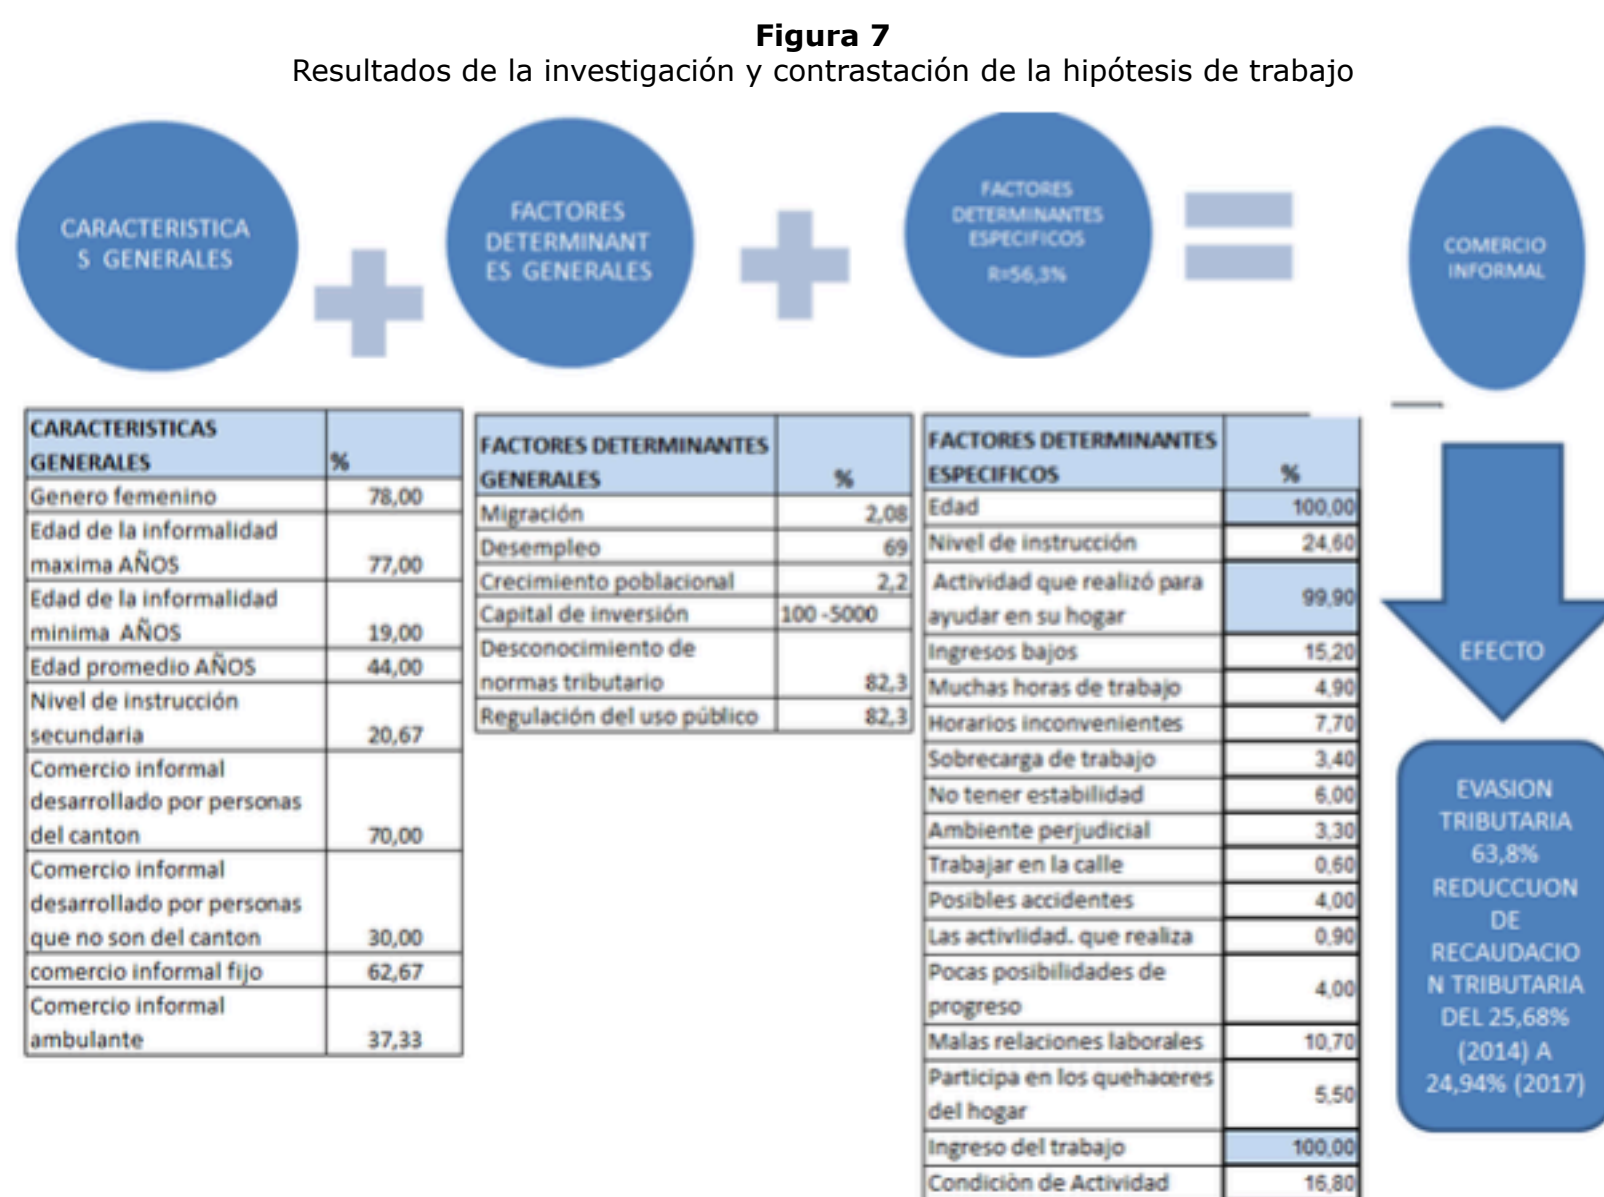 Figura 7
Resultados de la investigación y contrastación de la hipótesis de trabajo
CARACTERISTICA
S GENERALES
FACTORES
DETERMINANT
ES GENERALES
FACTORES
DETERMINANTES
ESPECIFICOS
R=56,3%
COMERCIO
INFORMAL
CARACTERISTICAS
GENERALES %
Genero femenino 78,00
Edad de la informalidad
maxima AÑOS 77,00
Edad de la informalidad
minima AÑOS 19,00
Edad promedio AÑOS 44,00
Nivel de instrucción
secundaria 20,67
Comercio informal
desarrollado por personas
del canton 70,00
Comercio informal
desarrollado por personas
que no son del canton 30,00
comercio informal fijo 62,67
Comercio informal
ambulante 37,33
FACTORES DETERMINANTES
GENERALES %
Migración 2,08
Desempleo 69
Crecimiento poblacional 2,2
Capital de inversión 100 -5000
Desconocimiento de
normas tributario 82,3
Regulación del uso público 82,3
FACTORES DETERMINANTES
ESPECIFICOS %
Edad 100,00
Nivel de instrucción 24,60
Actividad que realizó para
ayudar en su hogar 99,90
Ingresos bajos 15,20
Muchas horas de trabajo 4,90
Horarios inconvenientes 7,70
Sobrecarga de trabajo 3,40
No tener estabilidad 6,00
Ambiente perjudicial 3,30
Trabajar en la calle 0,60
Posibles accidentes 4,00
Las activiidad. que realiza 0,90
Pocas posibilidades de
progreso 4,00
Malas relaciones laborales 10,70
Participa en los quehaceres
del hogar 5,50
Ingreso del trabajo 100,00
Condiciòn de Actividad 16,80
EFECTO
EVASION
TRIBUTARIA
63,8%
REDUCCUON
DE
RECAUDACIO
N TRIBUTARIA
DEL 25,68%
(2014) A
24,94% (2017)